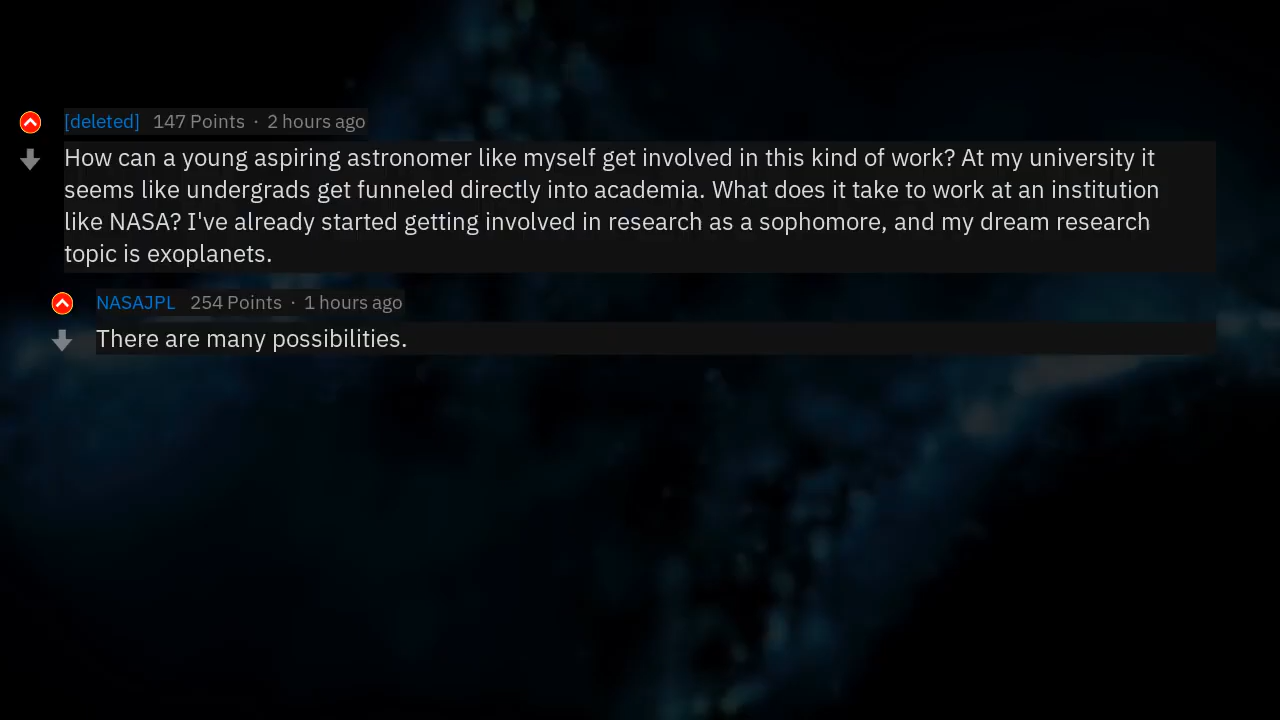 [deleted] 147 Points · 2 hours ago
How can a young aspiring astronomer like myself get involved in this kind of work? At my university it
seems like undergrads get funneled directly into academia. What does it take to work at an institution
like NASA? I've already started getting involved in research as a sophomore, and my dream research
topic is exoplanets.
NASAJPL 254 Points · 1 hours ago
There are many possibilities.